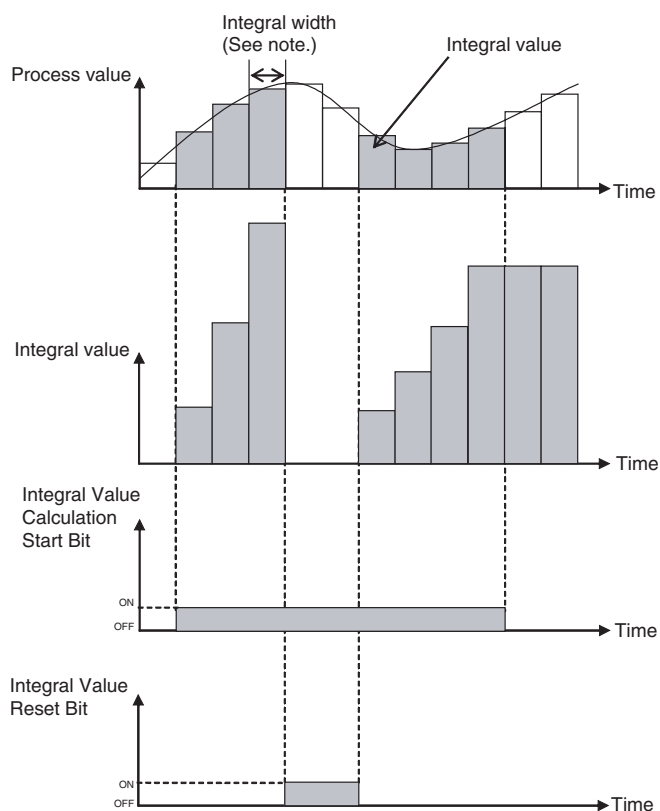 Integral width
(See note.)
Integral value
Process value
Time
Integral value
Time
Integral Value
Calculation
Start Bit
ON
OFF
Time
Integral Value
Reset Bit
ON
OFF
Time